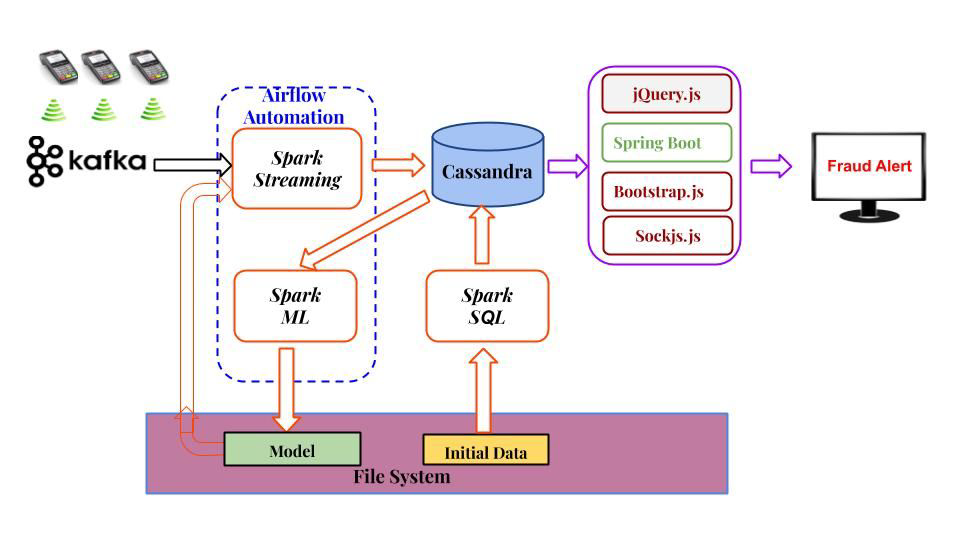 Airflow
Automation
kafka
Spark
Streaming
Cassandra
jQuery.js
Spring Boot
Bootstrap.js
Sockjs.js
Fraud Alert
Spark
ML
Spark
SQL
Model
Initial Data
File System